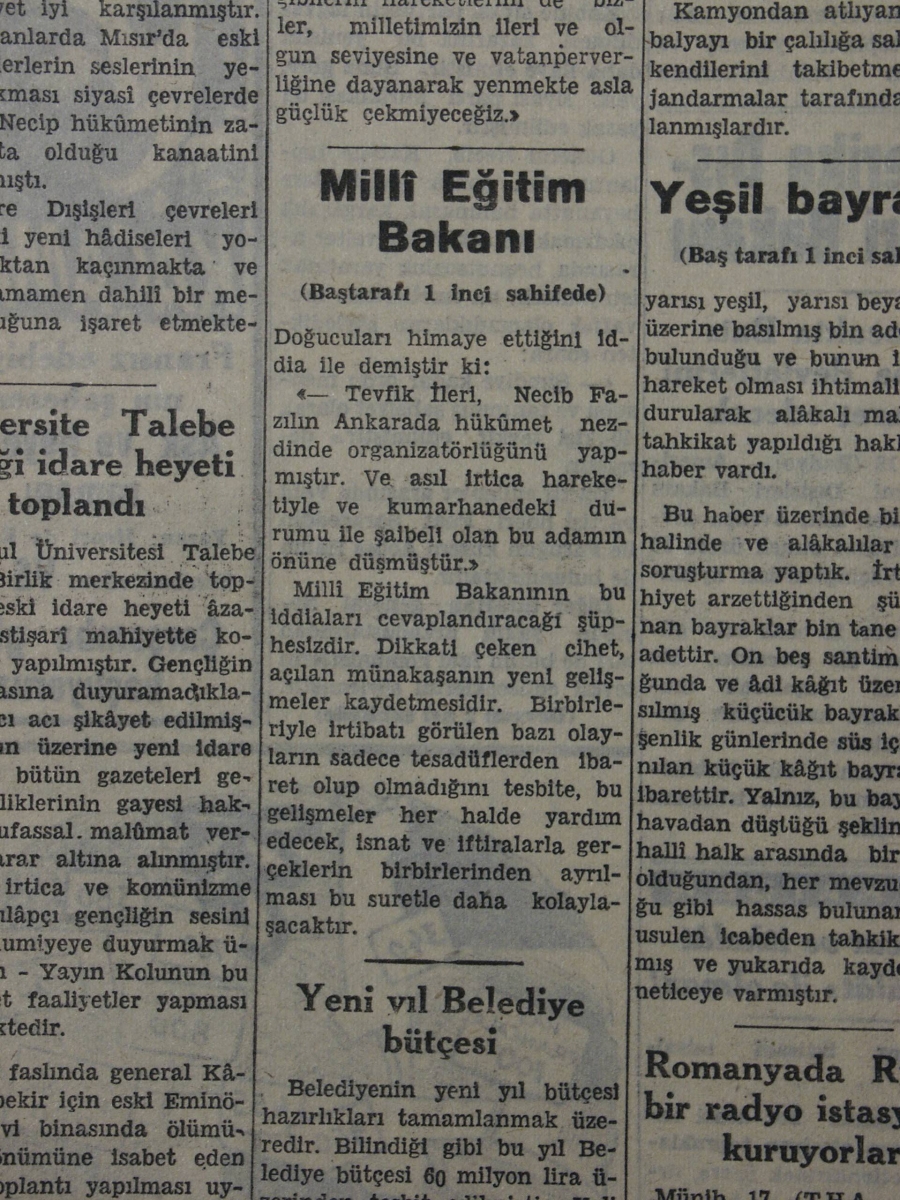 yet iyi karşılanmıştır.
anlarda Mısır'da eski
lerlerin seslerinin ye-
kması siyasî çevrelerde
Necip hükûmetinin za-
ta olduğu kanaatini
mıştı.
re Dışişleri çevreleri
i yeni hâdiseleri yo-
ktan kaçınmakta ve
amamen dahilî bir me-
uğuna işaret etmekte-
ersite Talebe
ği idare heyeti
toplandı
ul Üniversitesi Talebe
Birlik merkezinde top-
eski idare heyeti âza-
stişarî mahiyette ko-
yapılmıştır. Gençliğin
asına duyuramadıkla-
cı acı şikâyet edilmiş-
un üzerine yeni idare
bütün gazeteleri ge-
liklerinin gayesi hak-
ufassal malûmat ver-
arar altına alınmıştır.
irtica ve komünizme
ılâpçı gençliğin sesini
umiyeye duyurmak ü-
n - Yayın Kolunun bu
et faaliyetler yapması
ktedir.
faslında general Kâ-
bekir için eski Eminö-
vi binasında ölümü-
önümüne isabet eden
oplantı yapılması uy-
ler, milletimizin ileri ve ol-
gun seviyesine ve vatanperver-
liğine dayanarak yenmekte asla
güçlük çekmiyeceğiz.»
Millî Eğitim
Bakanı
(Baştarafı 1 inci sahifede)
Doğucuları himaye ettiğini id-
dia ile demiştir ki:
«— Tevfik İleri, Necib Fa-
zılın Ankarada hükûmet nez-
dinde organizatörlüğünü yap-
mıştır. Ve asıl irtica hareke-
tiyle ve kumarhanedeki du-
rumu ile şaibeli olan bu adamın
önüne düşmüştür.»
Millî Eğitim Bakanının bu
iddiaları cevaplandıracağı şüp-
hesizdir. Dikkati çeken cihet,
açılan münakaşanın yeni geliş-
meler kaydetmesidir. Birbirle-
riyle irtibatı görülen bazı olay-
ların sadece tesadüflerden iba-
ret olup olmadığını tesbite, bu
gelişmeler her halde yardım
edecek, isnat ve iftiralarla ger-
çeklerin birbirlerinden ayrıl-
ması bu suretle daha kolayla-
şacaktır.
Yeni yıl Belediye
bütçesi
Belediyenin yeni yıl bütçesi
hazırlıkları tamamlanmak üze-
redir. Bilindiği gibi bu yıl Be-
lediye bütçesi 60 milyon lira ü-
Kamyondan atlıyan
balyayı bir çalılığa sa
kendilerini takibetme
jandarmalar tarafında
lanmışlardır.
Yeşil bayra
(Baş tarafı 1 inci sah
yarısı yeşil, yarısı beya
üzerine basılmış bin ad
bulunduğu ve bunun i
hareket olması ihtimali
durularak alâkalı ma
tahkikat yapıldığı hak
haber vardı.
Bu haber üzerinde bi
halinde ve alâkalılar
soruşturma yaptık. İrt
hiyet arzettiğinden şü
nan bayraklar bin tane
adettir. On beş santim
ğunda ve âdi kâğıt üzer
sılmış küçücük bayrak
şenlik günlerinde süs iç
nılan küçük kâğıt bayra
ibarettir. Yalnız, bu bay
havadan düştüğü şeklin
hallî halk arasında bir
olduğundan, her mevzu
ğu gibi hassas bulunan
usulen icabeden tahkik
mış ve yukarıda kayde
neticeye varmıştır.
Romanyada R
bir radyo istasy
kuruyorlar
Münih 17 (T.H.A.